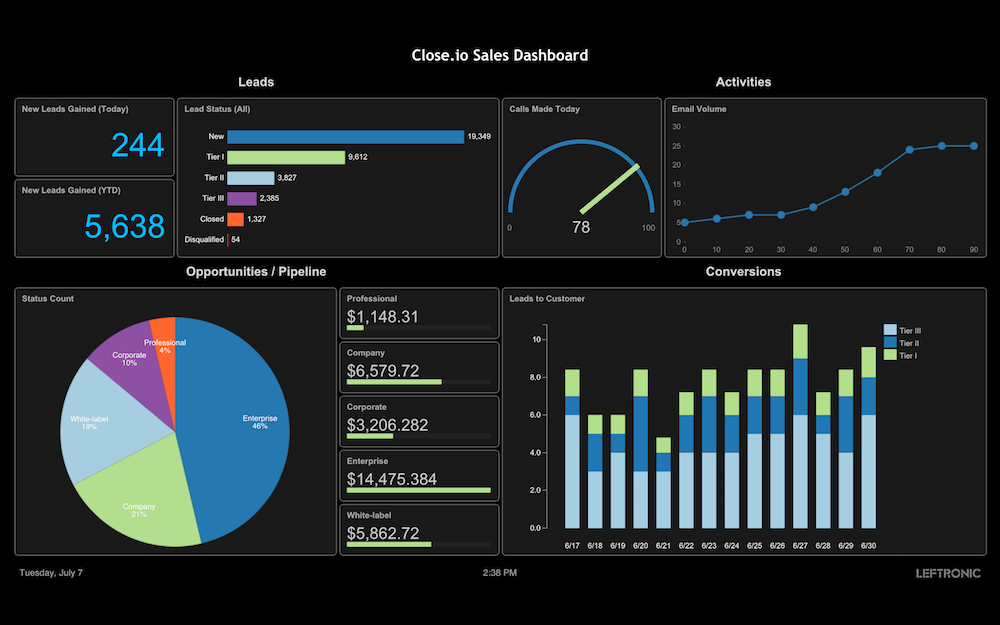 Close.io Sales Dashboard
Leads
Activities
New Leads Gained (Today)
244
New Leads Gained (YTD)
5,638
Lead Status (All)
New 19,349
Tier I 9,612
Tier II 3,827
Tier III 2,385
Closed 1,327
Disqualified 54
Calls Made Today
0 78 100
Email Volume
30
25
20
15
10
5
0
0 10 20 30 40 50 60 70 80 90
Opportunities / Pipeline
Conversions
Status Count
Professional
4%
Corporate
10%
White-label
19%
Enterprise
46%
Company
21%
Professional
$1,148.31
Company
$6,579.72
Corporate
$3,206.282
Enterprise
$14,475.384
White-label
$5,862.72
Leads to Customer
10
8.0
6.0
4.0
2.0
0.0
6/17 6/18 6/19 6/20 6/21 6/22 6/23 6/24 6/25 6/26 6/27 6/28 6/29 6/30
Tier III
Tier II
Tier I
Tuesday, July 7
2:38 PM
LEFTRONIC